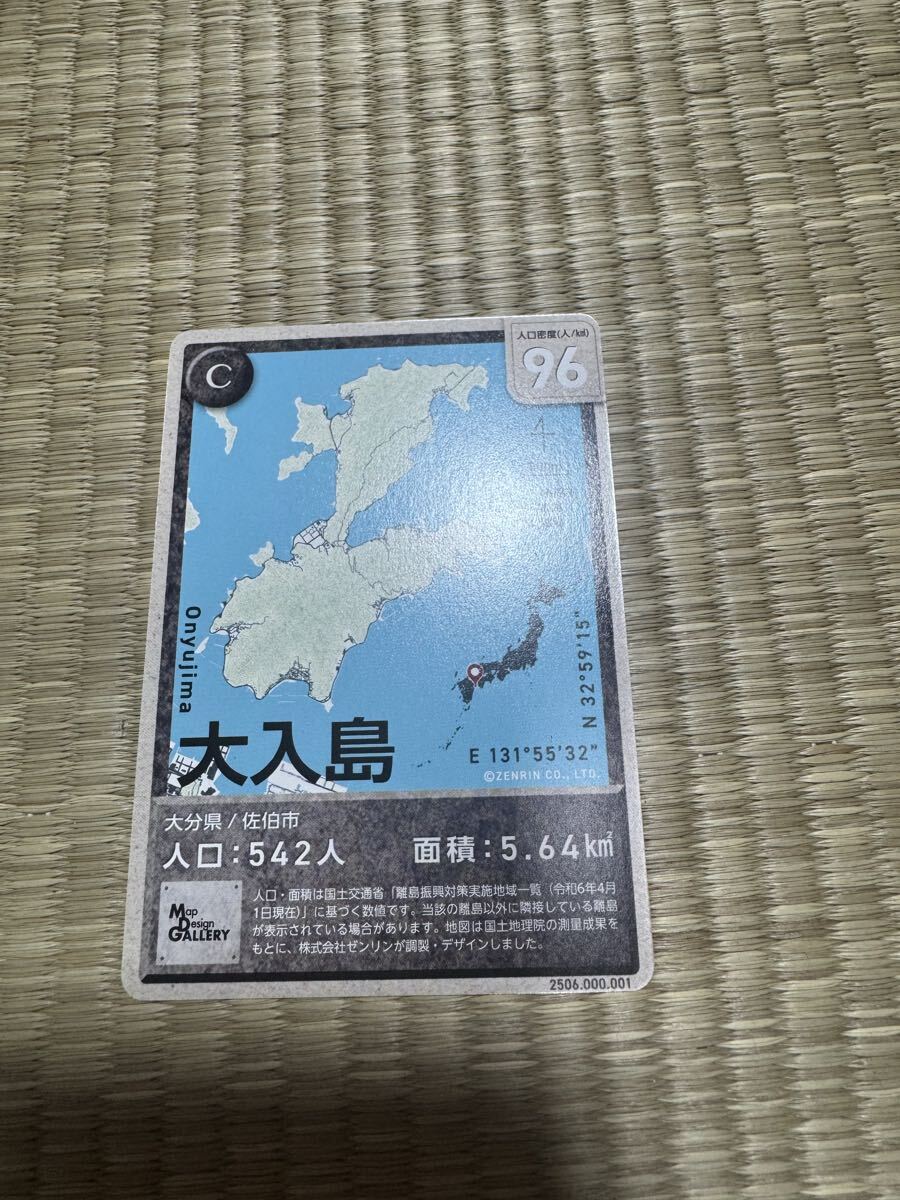 C
人口密度(人/km²)
96
Onyujima
大入島
N 32°59'15"
E 131°55'32"
©ZENRIN CO., LTD.
大分県 / 佐伯市
人口:542人
面積:5.64km²
Map
Design
GALLERY
人口・面積は国土交通省「離島振興対策実施地域一覧(令和6年4月
1日現在)」に基づく数値です。当該の離島以外に隣接している離島
が表示されている場合があります。地図は国土地理院の測量成果を
もとに、株式会社ゼンリンが調製・デザインしました。
2506.000.001